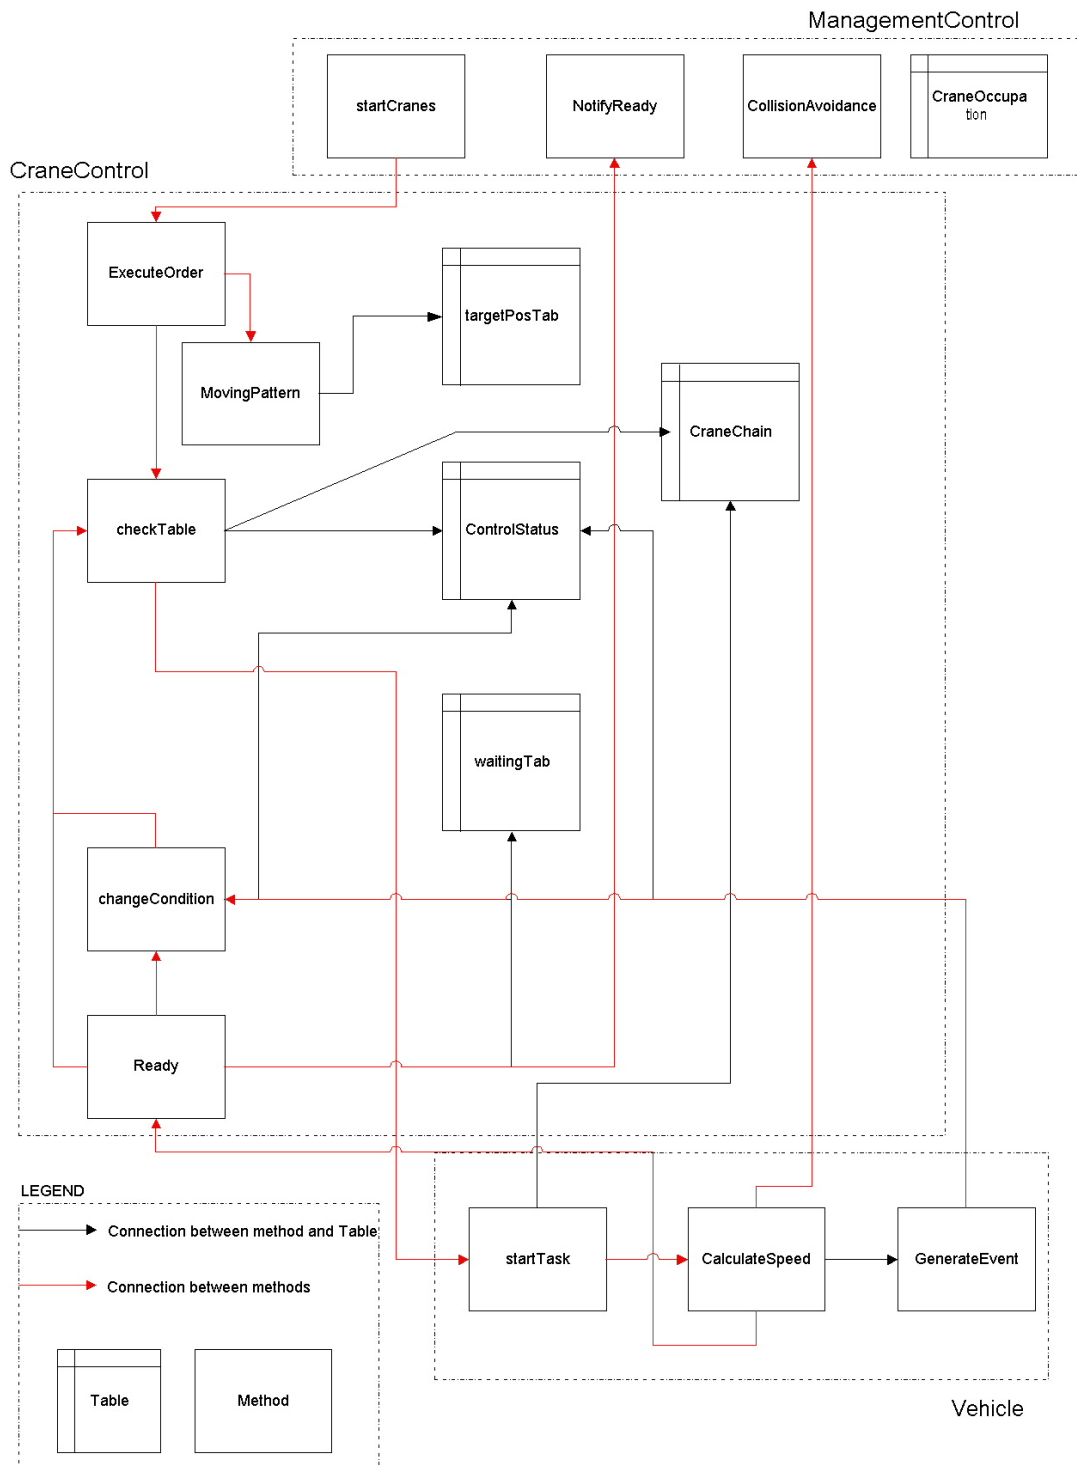 ManagementControl
startCranes
NotifyReady
CollisionAvoidance
CraneOccupa
tion
CraneControl
ExecuteOrder
targetPosTab
MovingPattern
CraneChain
checkTable
ControlStatus
waitingTab
changeCondition
Ready
LEGEND
Connection between method and Table
Connection between methods
Table
Method
startTask
CalculateSpeed
GenerateEvent
Vehicle